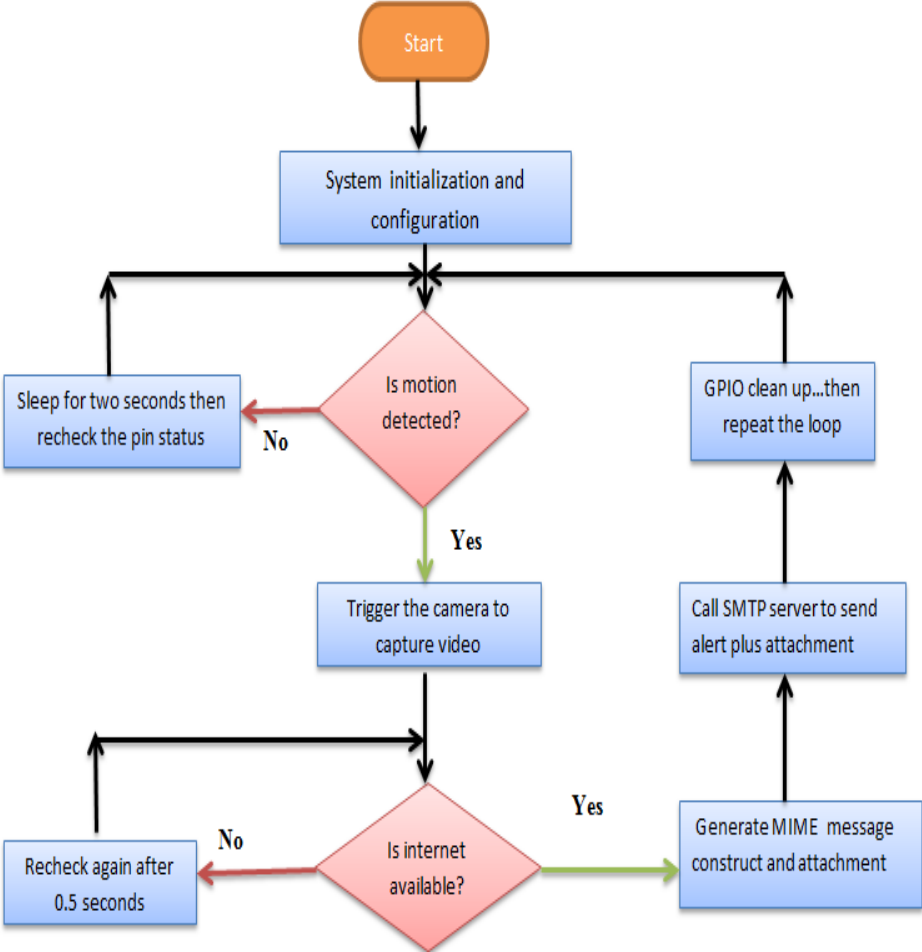 Start
System initialization and
configuration
Is motion
detected?
No
Sleep for two seconds then
recheck the pin status
Yes
Trigger the camera to
capture video
Is internet
available?
No
Recheck again after
0.5 seconds
Yes
Generate MIME message
construct and attachment
Call SMTP server to send
alert plus attachment
GPIO clean up...then
repeat the loop